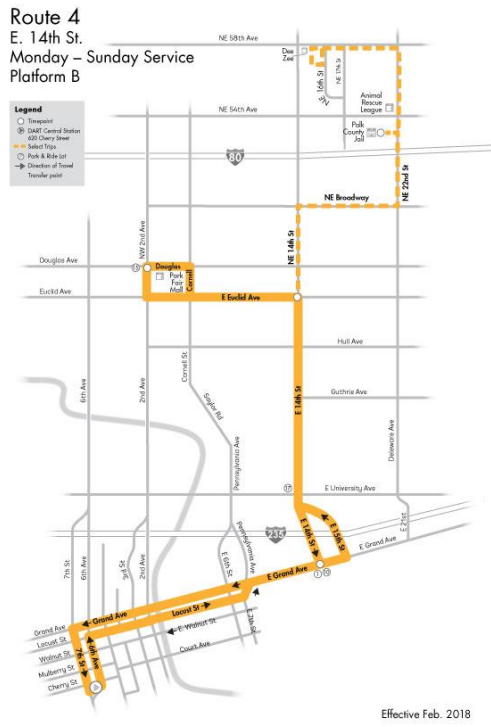 Route 4
E. 14th St.
Monday – Sunday Service
Platform B
Legend
Timepoint
DART Central Station
620 Cherry Street
Select Trips
Park & Ride Lot
Direction of Travel
Transfer point
NE 58th Ave
Dee
Zee
16th St
NE
NE 17th St
Animal
Rescue
League
NE 54th Ave
Polk
County
Jail
80
NE 22nd St
NE Broadway
NW 2nd Ave
NE 14th St
Douglas Ave
Douglas
Park
Fair
Mall
Cornell
Euclid Ave
E Euclid Ave
Hull Ave
Cornell St
6th Ave
2nd Ave
Saylor Rd
E 14th St
Guthrie Ave
Pennsylvania Ave
Delaware Ave
17
E University Ave
235
E 14th St
E 15th St
E 21st
E Grand Ave
Pennsylvania Ave
E 6th St
7th St
6th Ave
3rd St
2nd Ave
E Grand Ave
1
10
Grand Ave
Locust St
E 7th St
E Walnut St
Court Ave
Grand Ave
Locust St
Walnut St
Mulberry St
Cherry St
7th St
6th Ave
Effective Feb. 2018